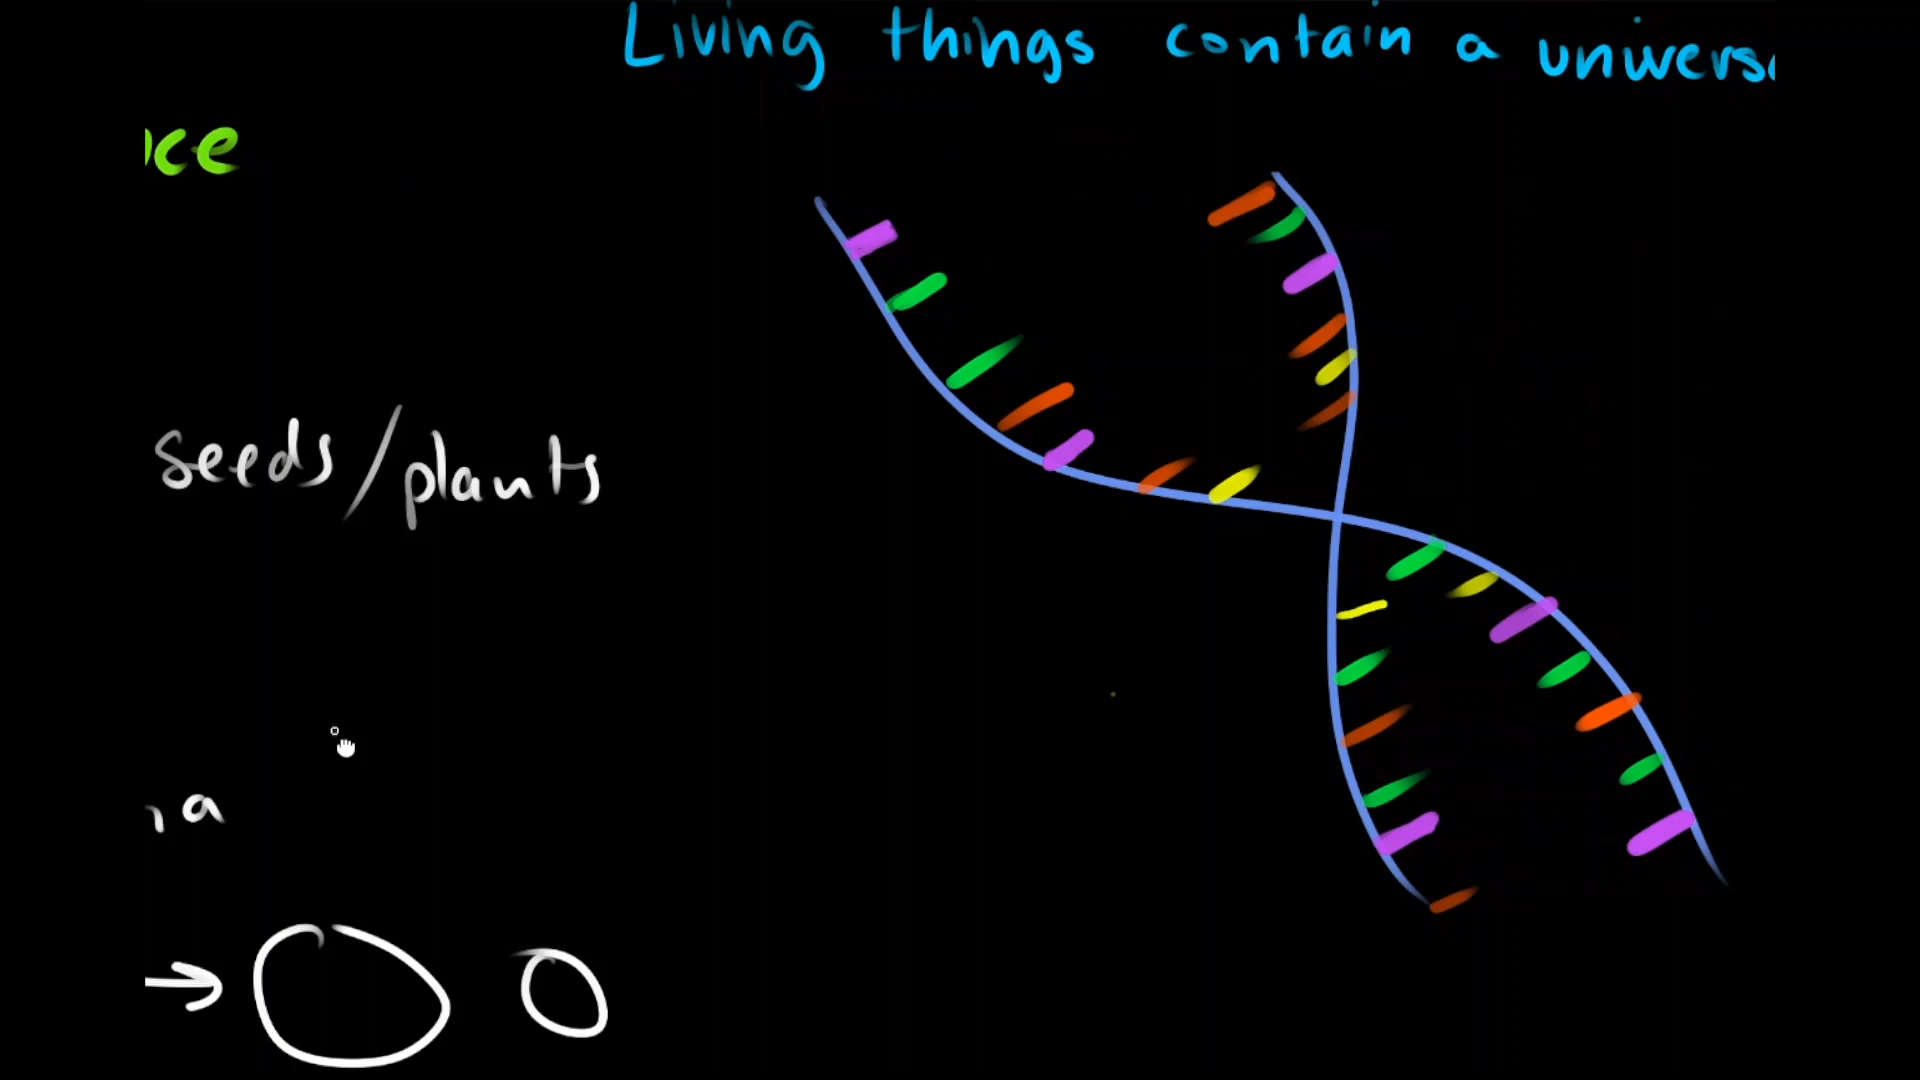 Living things contain a univers
ce
seeds/plants
a